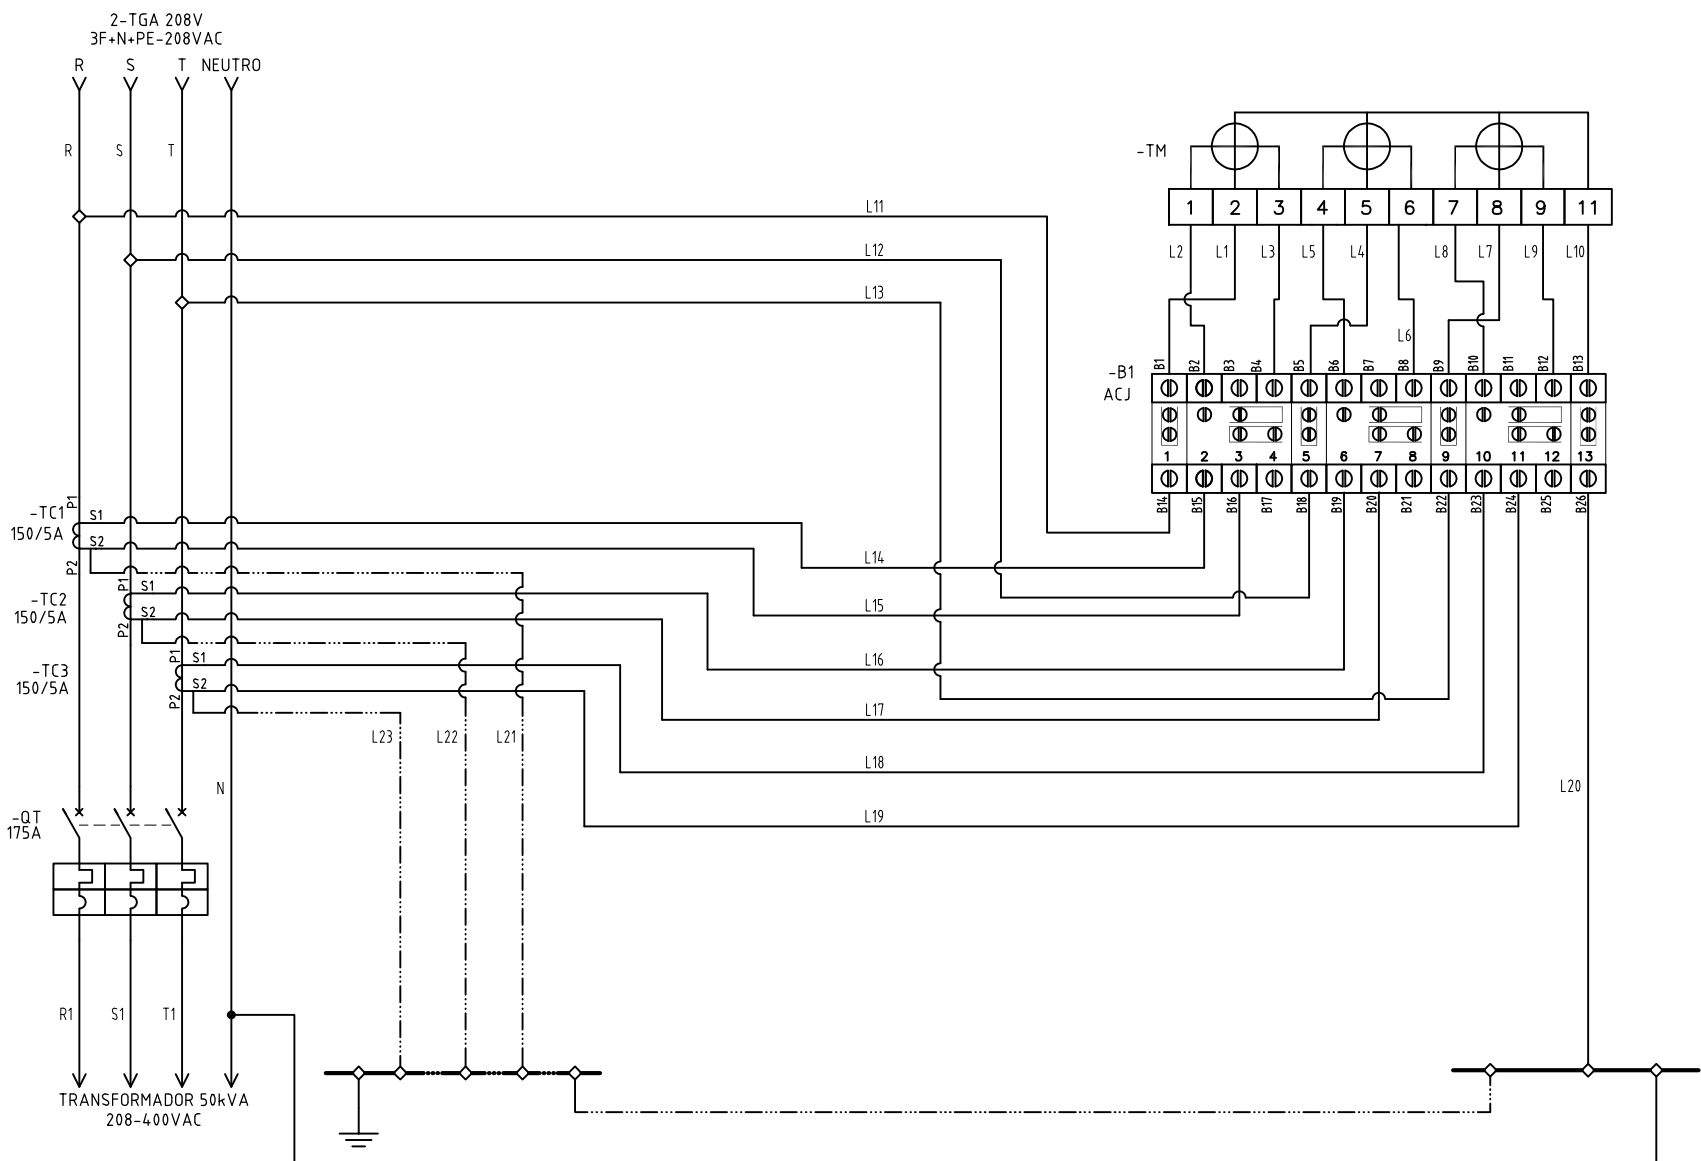 2-TGA 208V
3F+N+PE-208VAC
R S T NEUTRO
R S T
-TM
1 2 3 4 5 6 7 8 9 11
L11
L12
L13
L2 L1 L3 L5 L4 L8 L7 L9 L10
L6
-B1
ACJ
B1 B2 B3 B4 B5 B6 B7 B8 B9 B10 B11 B12 B13
1 2 3 4 5 6 7 8 9 10 11 12 13
B14 B15 B16 B17 B18 B19 B20 B21 B22 B23 B24 B25 B26
P1
-TC1
150/5A
S1
S2
P2
L14
P1
S1
-TC2
150/5A
S2
P2
L15
P1
S1
-TC3
150/5A
S2
P2
L16
L17
L23 L22 L21
L18
N
L20
-QT
175A
L19
R1 S1 T1
TRANSFORMADOR 50kVA
208-400VAC